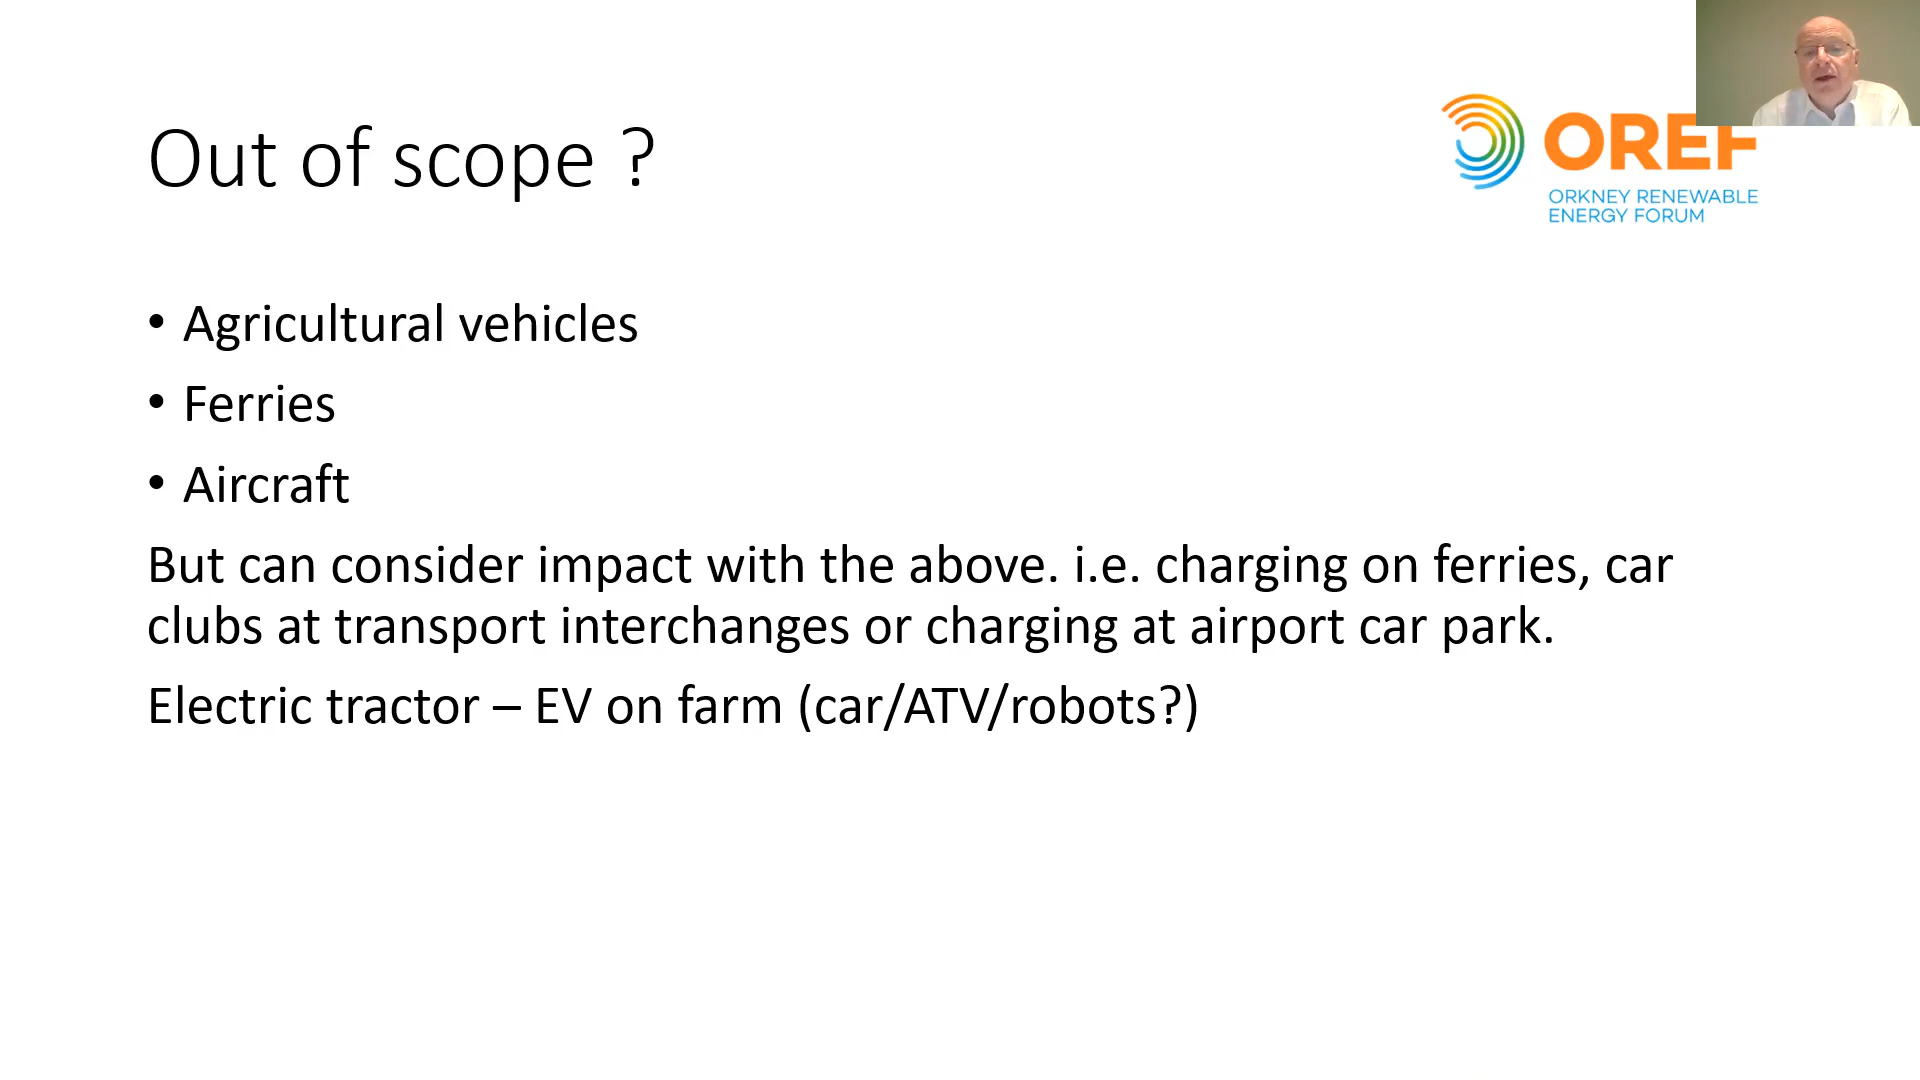 Out of scope ?
OREF
ORKNEY RENEWABLE
ENERGY FORUM
• Agricultural vehicles
• Ferries
• Aircraft
But can consider impact with the above. i.e. charging on ferries, car
clubs at transport interchanges or charging at airport car park.
Electric tractor – EV on farm (car/ATV/robots?)